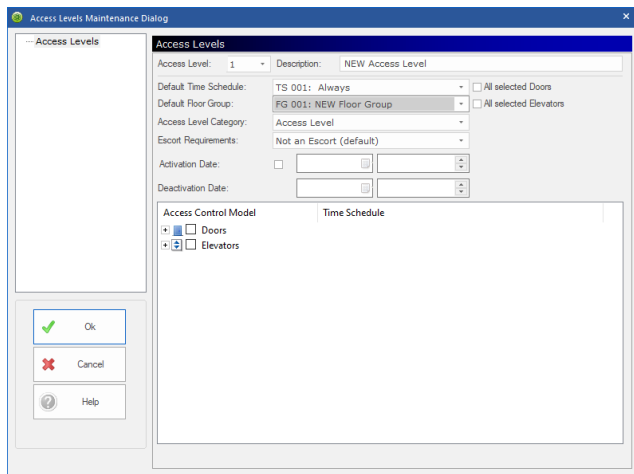 Access Levels Maintenance Dialog
Access Levels
Access Levels
Access Level: 1 Description: NEW Access Level
Default Time Schedule: TS 001: Always All selected Doors
Default Floor Group: FG 001: NEW Floor Group All selected Elevators
Access Level Category: Access Level
Escort Requirements: Not an Escort (default)
Activation Date:
Deactivation Date:
Access Control Model Time Schedule
Doors
Elevators
Ok
Cancel
Help